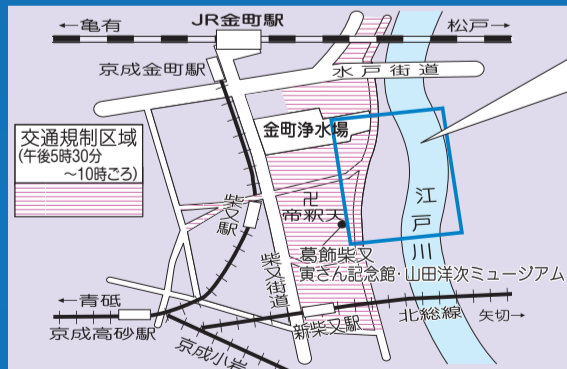 ←亀有
JR金町駅
松戸→
京成金町駅
水戸街道
金町浄水場
交通規制区域
(午後5時30分
～10時ごろ)
柴又駅
卍
帝釈天
江戸川
葛飾柴又
寅さん記念館・山田洋次ミュージアム
柴又街道
←青砥
京成高砂駅
京成小岩
新柴又駅
北総線
矢切→